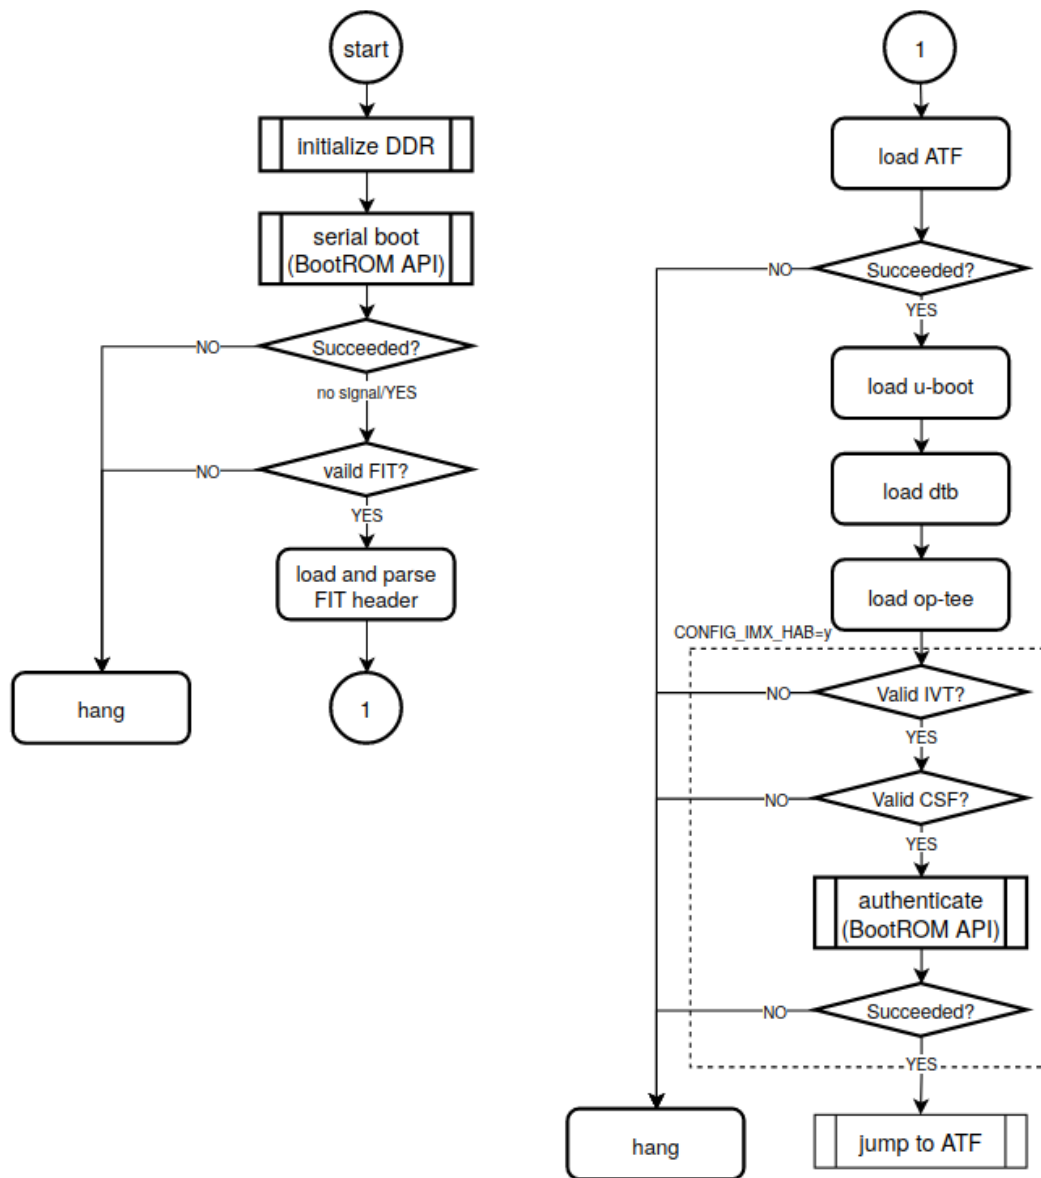 start
initialize DDR
serial boot
(BootROM API)
Succeeded?
NO
no signal/YES
vaild FIT?
NO
YES
load and parse
FIT header
hang
1
1
load ATF
Succeeded?
NO
YES
load u-boot
load dtb
load op-tee
CONFIG_IMX_HAB=y
Valid IVT?
NO
YES
Valid CSF?
NO
YES
authenticate
(BootROM API)
Succeeded?
NO
YES
hang
jump to ATF